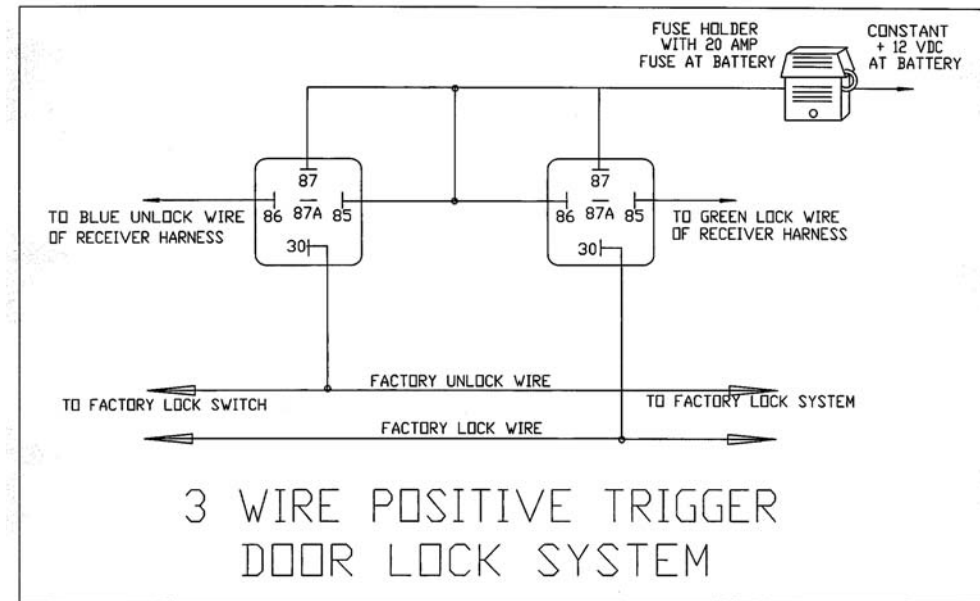 FUSE HOLDER
WITH 20 AMP
FUSE AT BATTERY
CONSTANT
+ 12 VDC
AT BATTERY
87
86 87A 85
30
87
86 87A 85
30
TO BLUE UNLOCK WIRE
OF RECEIVER HARNESS
TO GREEN LOCK WIRE
OF RECEIVER HARNESS
FACTORY UNLOCK WIRE
TO FACTORY LOCK SWITCH
TO FACTORY LOCK SYSTEM
FACTORY LOCK WIRE
3 WIRE POSITIVE TRIGGER
DOOR LOCK SYSTEM